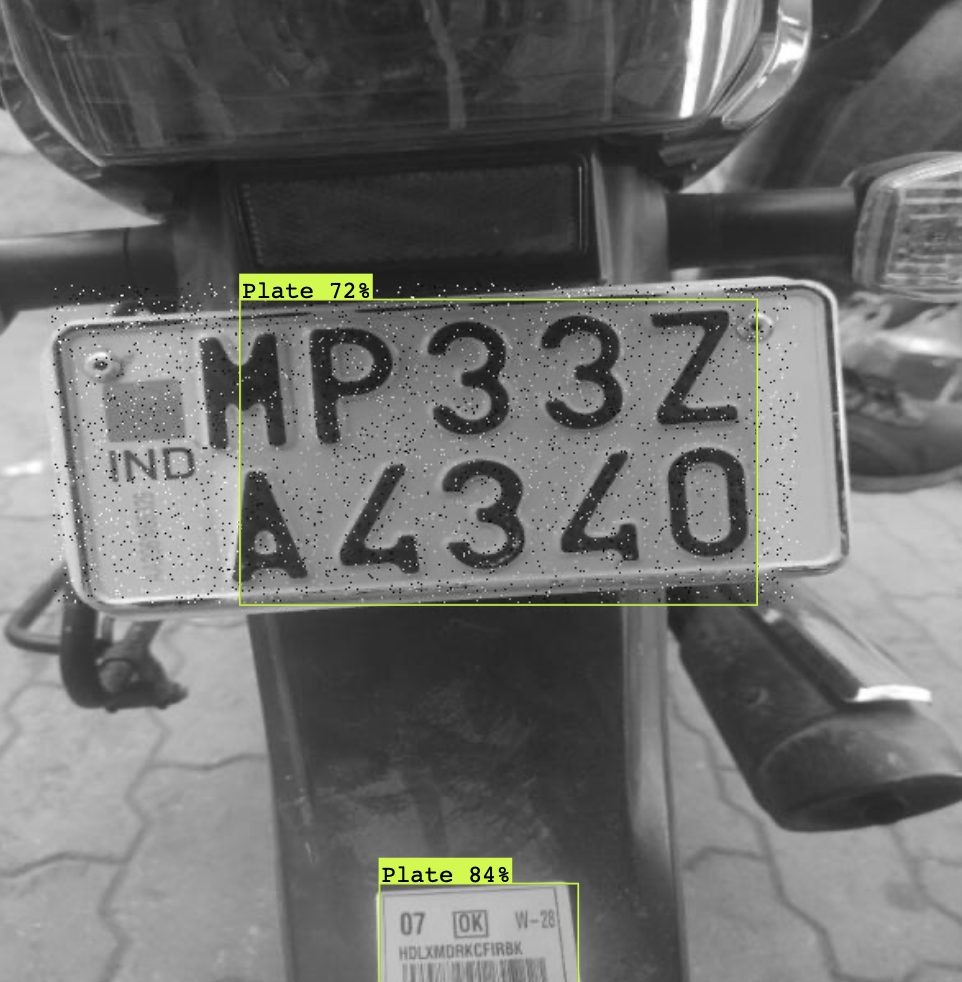 Plate 72%
MP33Z
IND
A4340
Plate 84%
07 OK W-28
HDLXMDRKCFIRBK